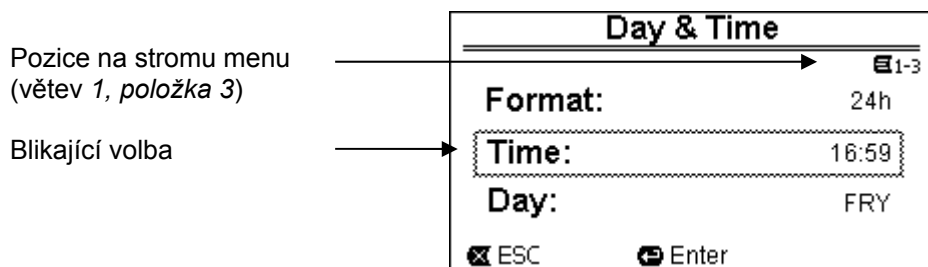 Day & Time
Pozice na stromu menu
(větev 1, položka 3)
1-3
Format: 24h
Blikající volba
Time: 16:59
Day: FRY
ESC Enter